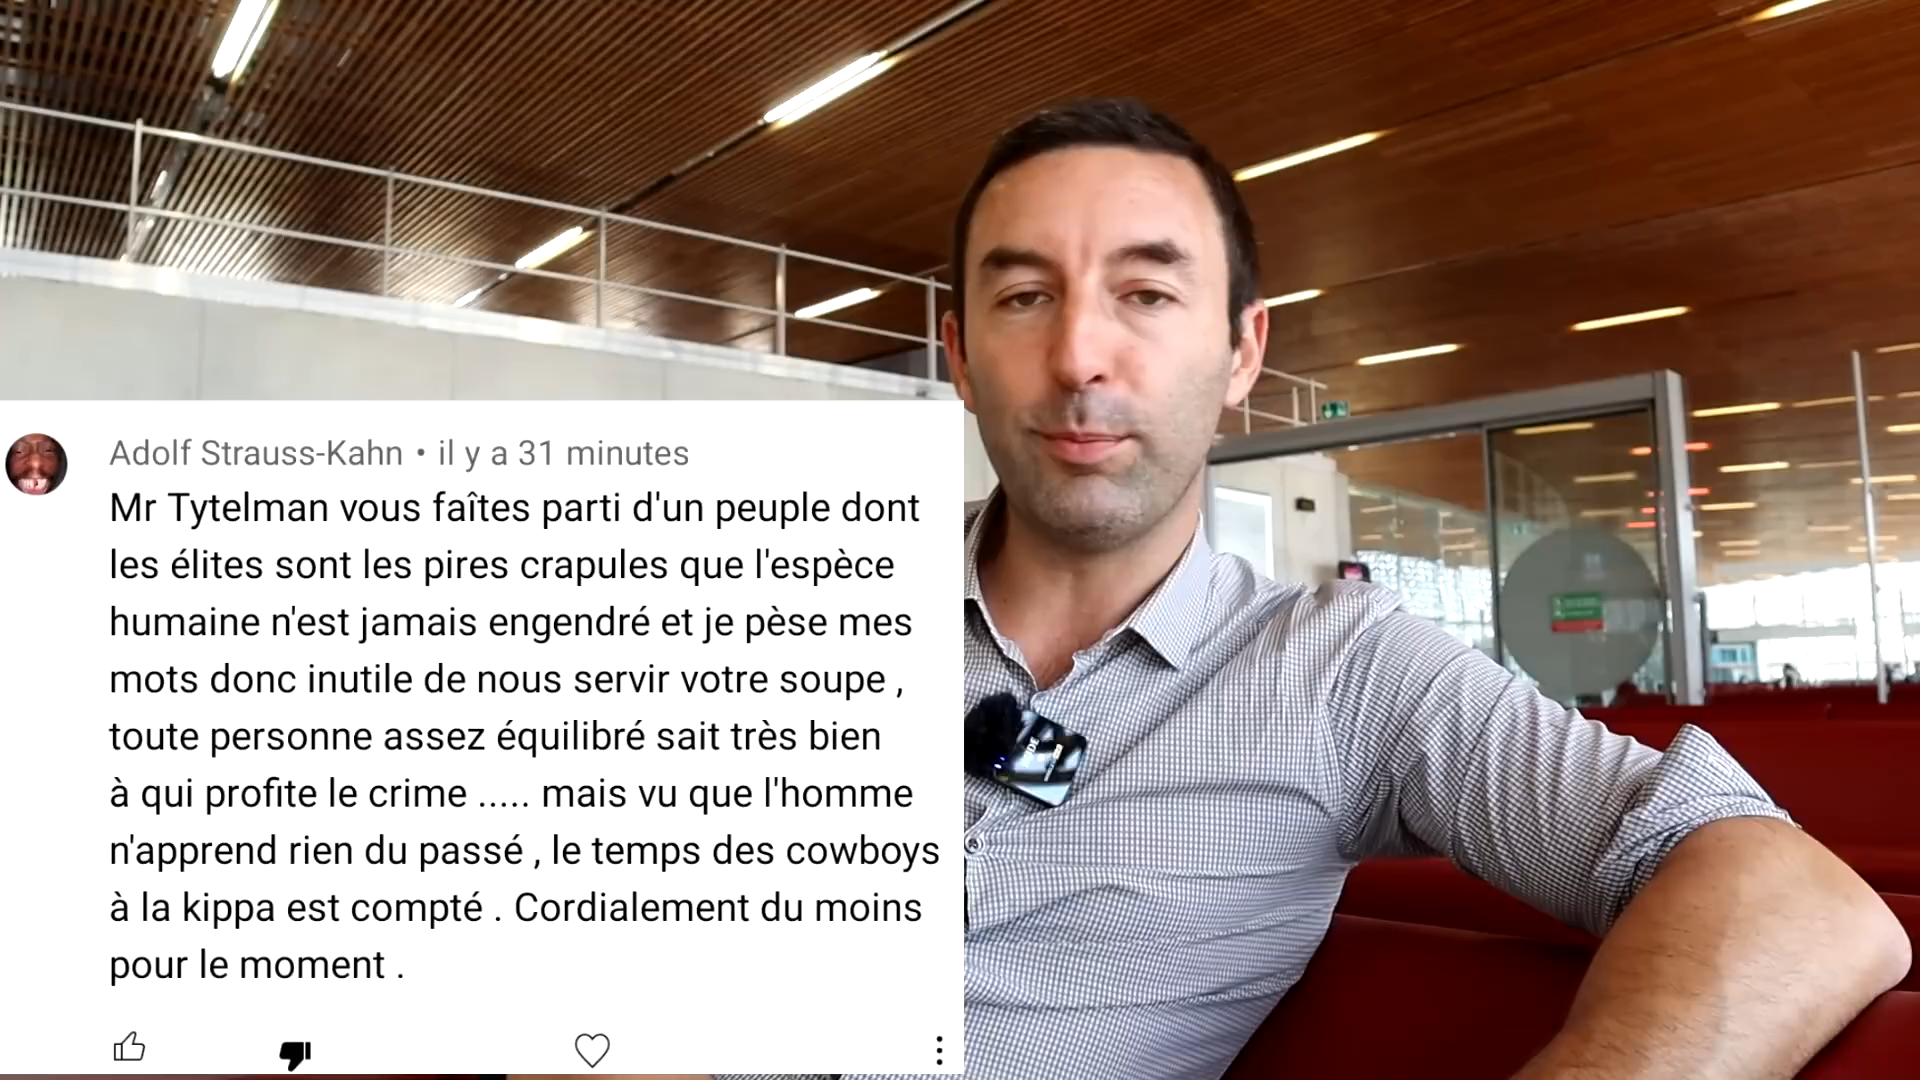 Adolf Strauss-Kahn • il y a 31 minutes
Mr Tytelman vous faîtes parti d'un peuple dont
les élites sont les pires crapules que l'espèce
humaine n'est jamais engendré et je pèse mes
mots donc inutile de nous servir votre soupe ,
toute personne assez équilibré sait très bien
à qui profite le crime ..... mais vu que l'homme
n'apprend rien du passé , le temps des cowboys
à la kippa est compté . Cordialement du moins
pour le moment .